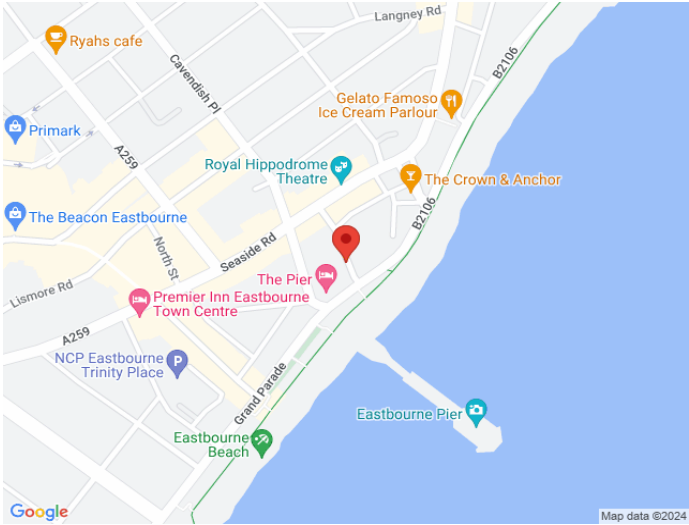 Langney Rd
Ryahs cafe
Cavendish Pl
B2106
Gelato Famoso
Ice Cream Parlour
Primark
A259
Royal Hippodrome
Theatre
The Crown & Anchor
The Beacon Eastbourne
B2106
North St
Seaside Rd
The Pier
Lismore Rd
Premier Inn Eastbourne
Town Centre
A259
NCP Eastbourne
Trinity Place
P
Grand Parade
Eastbourne Pier
Eastbourne
Beach
Google
Map data ©2024